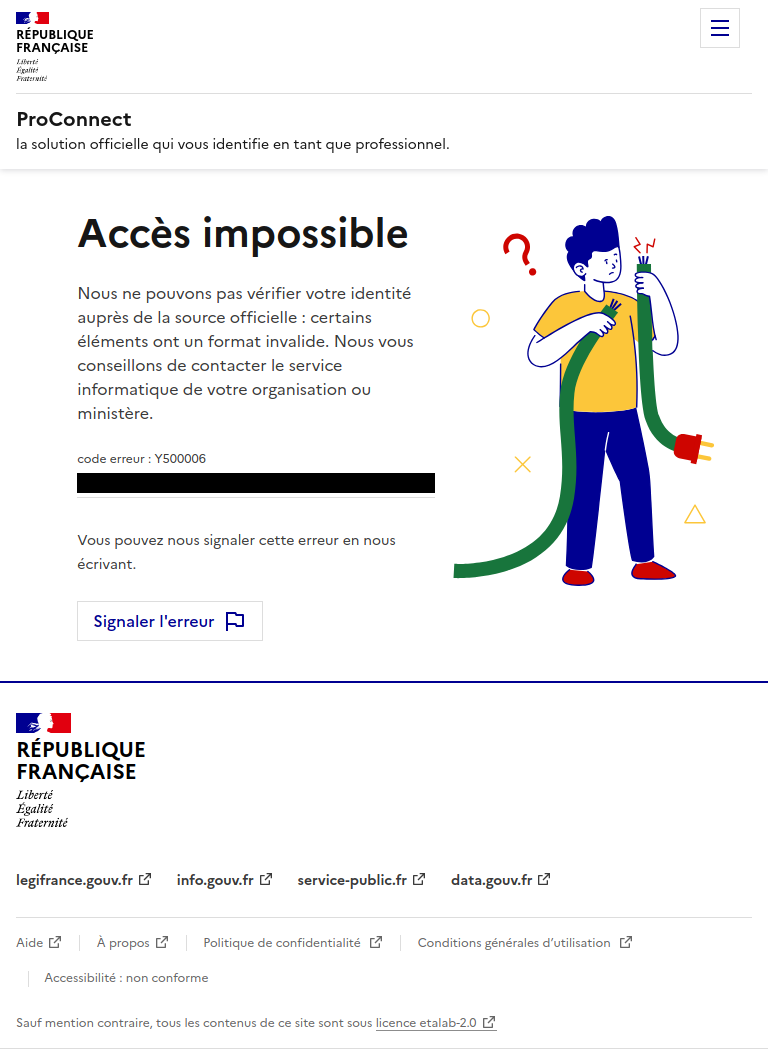 RÉPUBLIQUE
FRANÇAISE
Liberté
Égalité
Fraternité
ProConnect
la solution officielle qui vous identifie en tant que professionnel.
Accès impossible
Nous ne pouvons pas vérifier votre identité
auprès de la source officielle : certains
éléments ont un format invalide. Nous vous
conseillons de contacter le service
informatique de votre organisation ou
ministère.
code erreur : Y500006
Vous pouvez nous signaler cette erreur en nous
écrivant.
Signaler l'erreur
RÉPUBLIQUE
FRANÇAISE
Liberté
Égalité
Fraternité
legifrance.gouv.fr info.gouv.fr service-public.fr data.gouv.fr
Aide À propos Politique de confidentialité Conditions générales d’utilisation
Accessibilité : non conforme
Sauf mention contraire, tous les contenus de ce site sont sous licence etalab-2.0